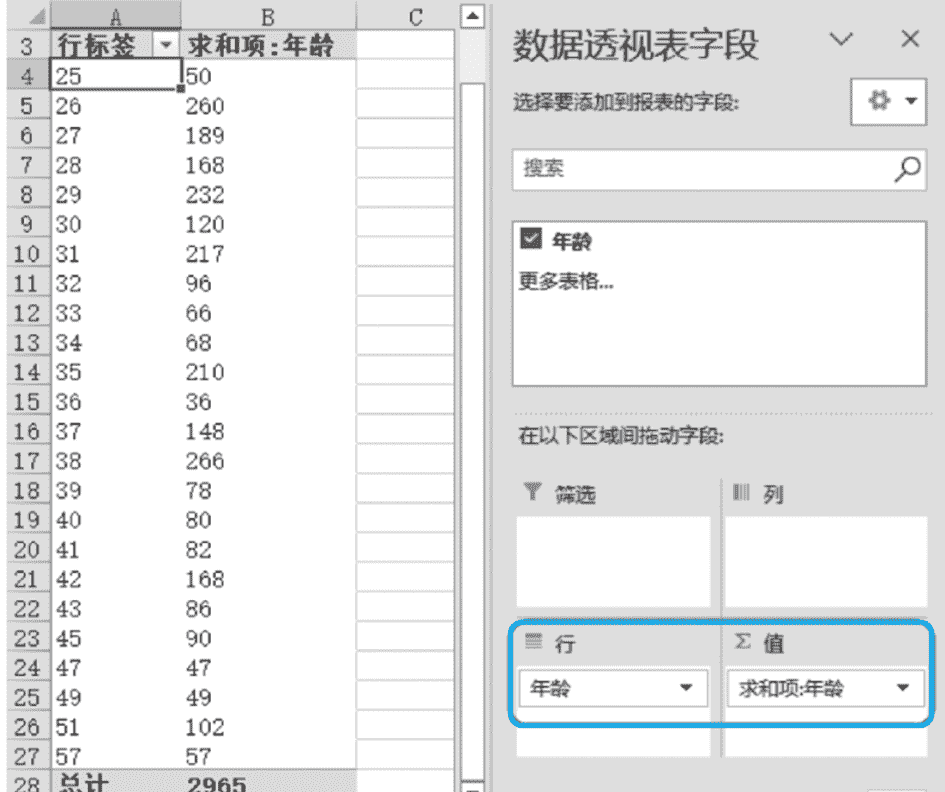 A B C
3 行标签 求和项:年龄
4 25 50
5 26 260
6 27 189
7 28 168
8 29 232
9 30 120
10 31 217
11 32 96
12 33 66
13 34 68
14 35 210
15 36 36
16 37 148
17 38 266
18 39 78
19 40 80
20 41 82
21 42 168
22 43 86
23 45 90
24 47 47
25 49 49
26 51 102
27 57 57
28 总计 2965
数据透视表字段
选择要添加到报表的字段:
搜索
年龄
更多表格...
在以下区域间拖动字段:
筛选 列
行 Σ 值
年龄 求和项:年龄